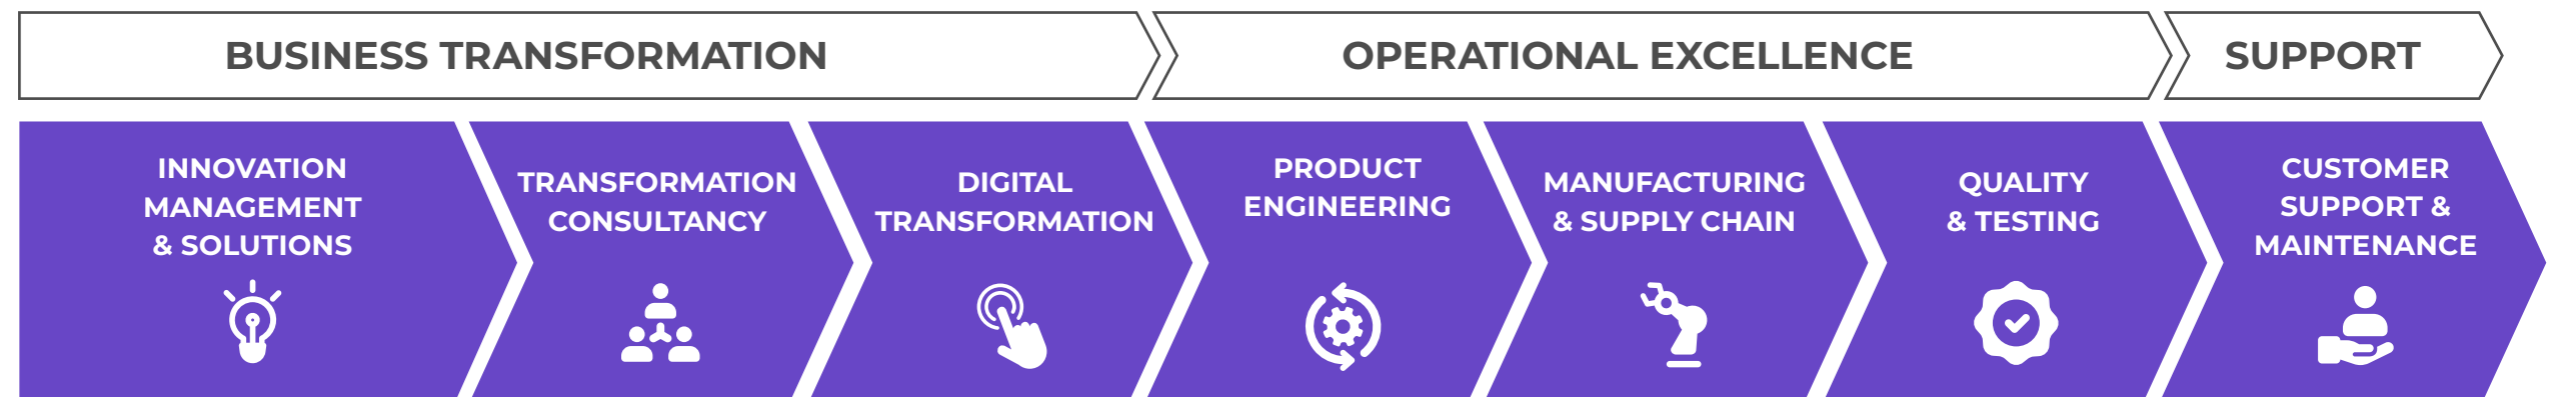 BUSINESS TRANSFORMATION
OPERATIONAL EXCELLENCE
SUPPORT
INNOVATION
MANAGEMENT
& SOLUTIONS
TRANSFORMATION
CONSULTANCY
DIGITAL
TRANSFORMATION
PRODUCT
ENGINEERING
MANUFACTURING
& SUPPLY CHAIN
QUALITY
& TESTING
CUSTOMER
SUPPORT &
MAINTENANCE